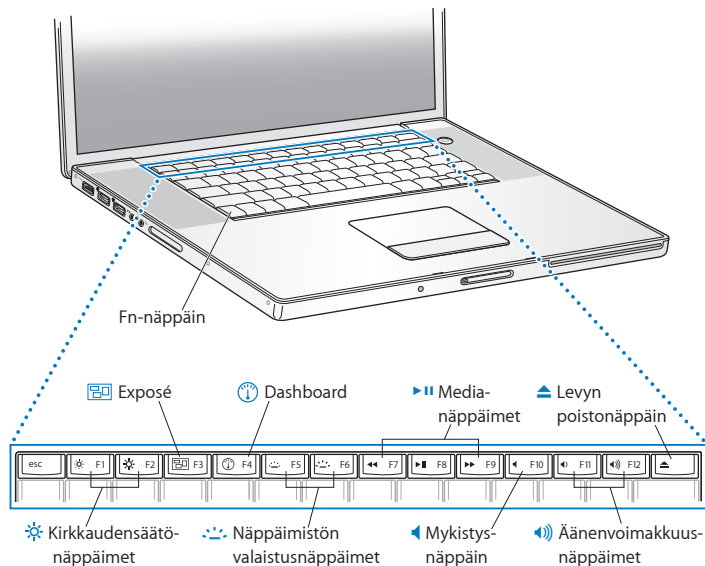 Fn-näppäin
Exposé
Dashboard
Media-
näppäimet
Levyn
poistonäppäin
esc F1 F2 F3 F4 F5 F6 F7 F8 F9 F10 F11 F12
Kirkkaudensäätö-
näppäimet
Näppäimistön
valaistusnäppäimet
Mykistys-
näppäin
Äänenvoimakkuus-
näppäimet